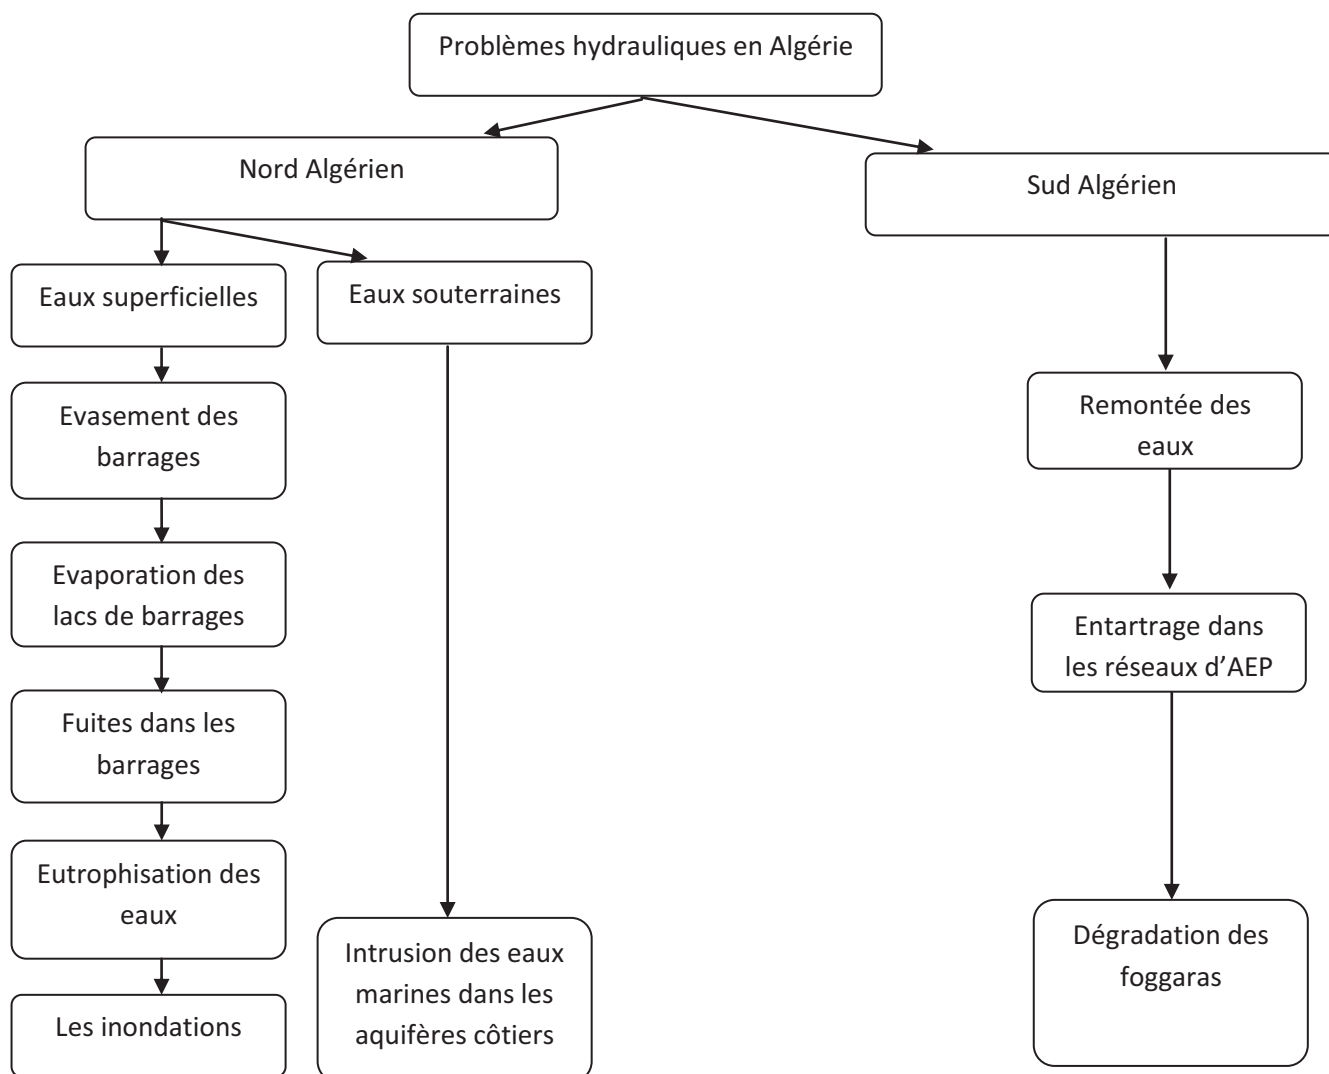 Problèmes hydrauliques en Algérie
Nord Algérien
Sud Algérien
Eaux superficielles
Eaux souterraines
Evasement des
barrages
Remontée des
eaux
Evaporation des
lacs de barrages
Entartrage dans
les réseaux d’AEP
Fuites dans les
barrages
Eutrophisation des
eaux
Intrusion des eaux
marines dans les
aquifères côtiers
Dégradation des
foggaras
Les inondations